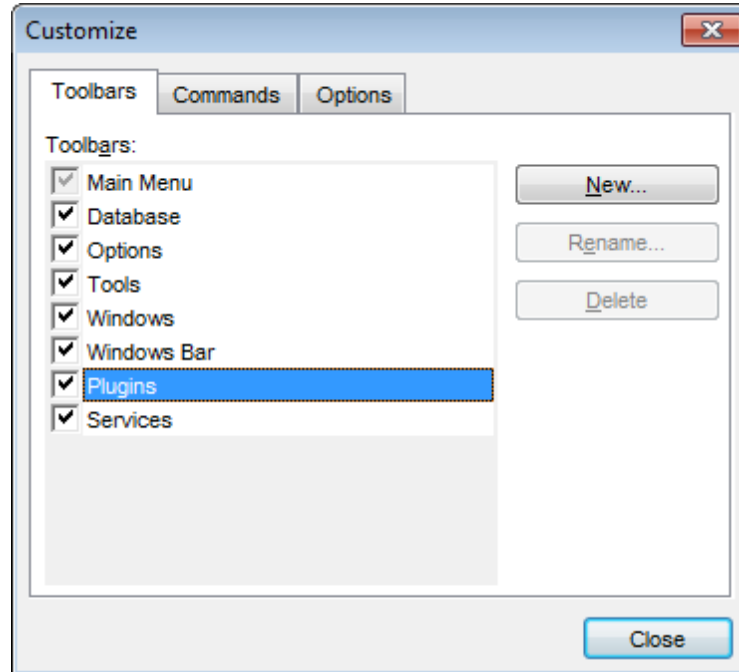 Customize
Toolbars
Commands
Options
Toolbars:
Main Menu
Database
Options
Tools
Windows
Windows Bar
Plugins
Services
New...
Rename...
Delete
Close